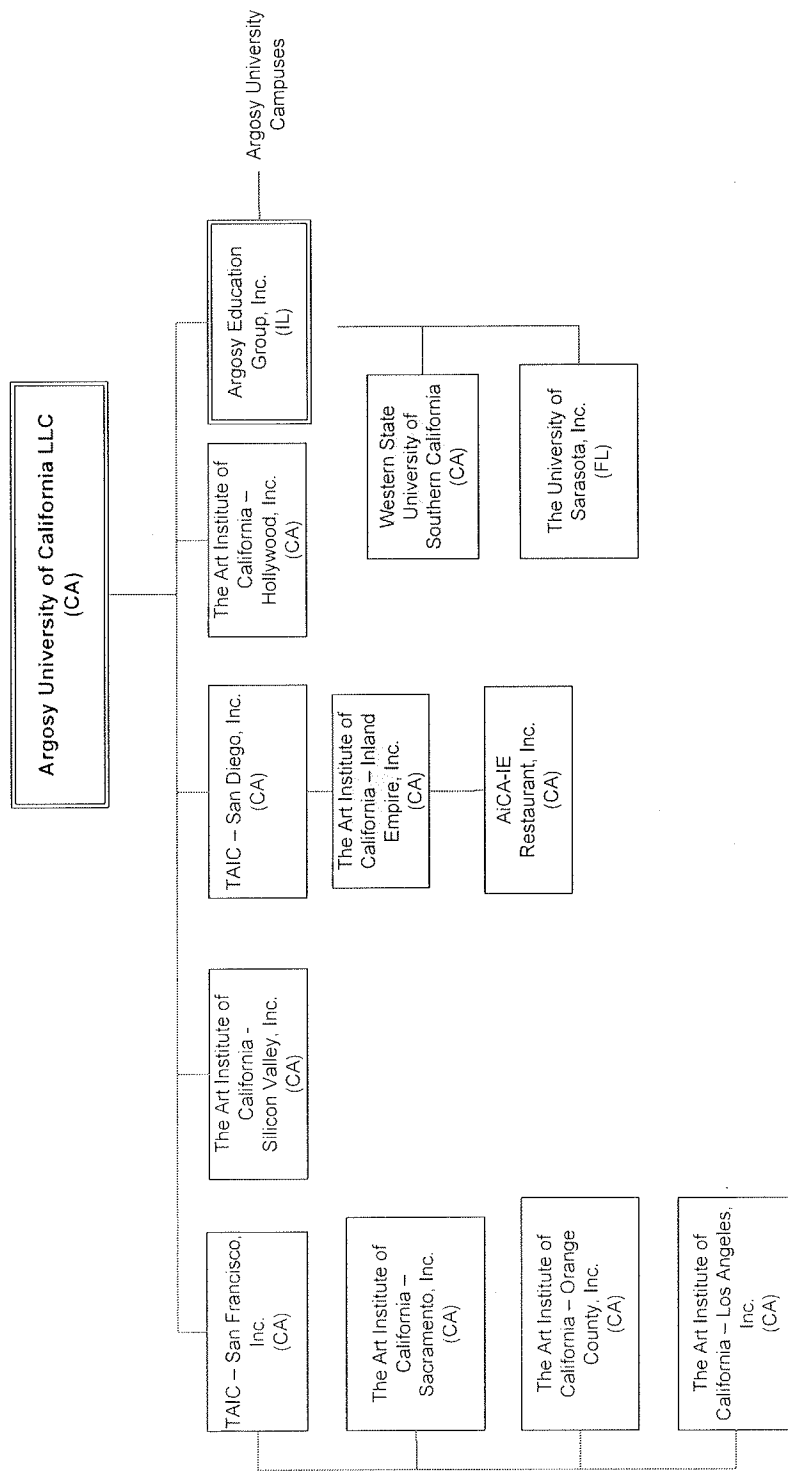 Argosy University of California LLC
(CA)
TAIC – San Francisco,
Inc.
(CA)
The Art Institute of
California –
Sacramento, Inc.
(CA)
The Art Institute of
California – Orange
County, Inc.
(CA)
The Art Institute of
California – Los Angeles,
Inc.
(CA)
The Art Institute of
California -
Silicon Valley, Inc.
(CA)
TAIC – San Diego, Inc.
(CA)
The Art Institute of
California – Inland
Empire, Inc.
(CA)
AiCA-IE
Restaurant, Inc.
(CA)
The Art Institute of
California –
Hollywood, Inc.
(CA)
Argosy Education
Group, Inc.
(IL)
Argosy University
Campuses
Western State
University of
Southern California
(CA)
The University of
Sarasota, Inc.
(FL)